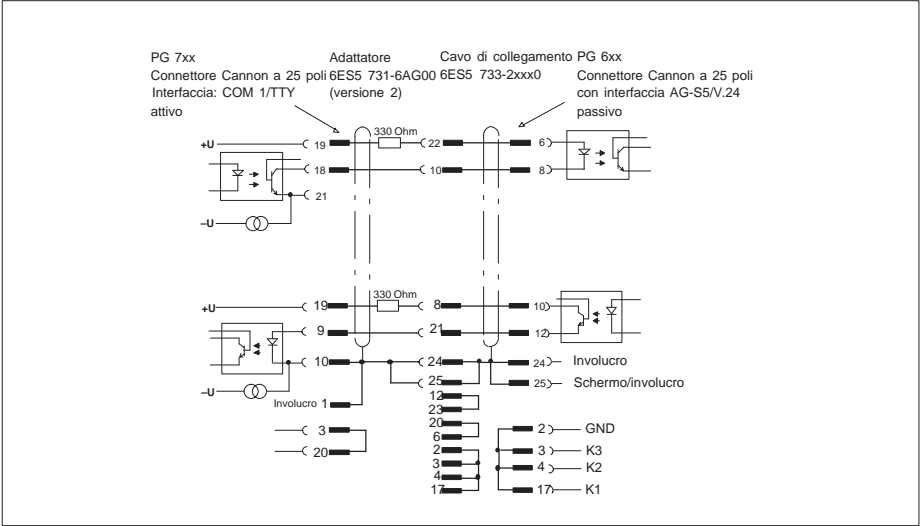 PG 7xx
Connettore Cannon a 25 poli
Interfaccia: COM 1/TTY
attivo
Adattatore
6ES5 731-6AG00
(versione 2)
Cavo di collegamento
6ES5 733-2xxx0
PG 6xx
Connettore Cannon a 25 poli
con interfaccia AG-S5/V.24
passivo
+U 19 330 Ohm 22 6
18 10 8
21
–U
+U 19 330 Ohm 8 10
9 21 12
10 24 24 Involucro
–U 25 25 Schermo/involucro
Involucro 1 12
23
3 20 2 GND
20 6
2 3 K3
3
4 4 K2
17 17 K1